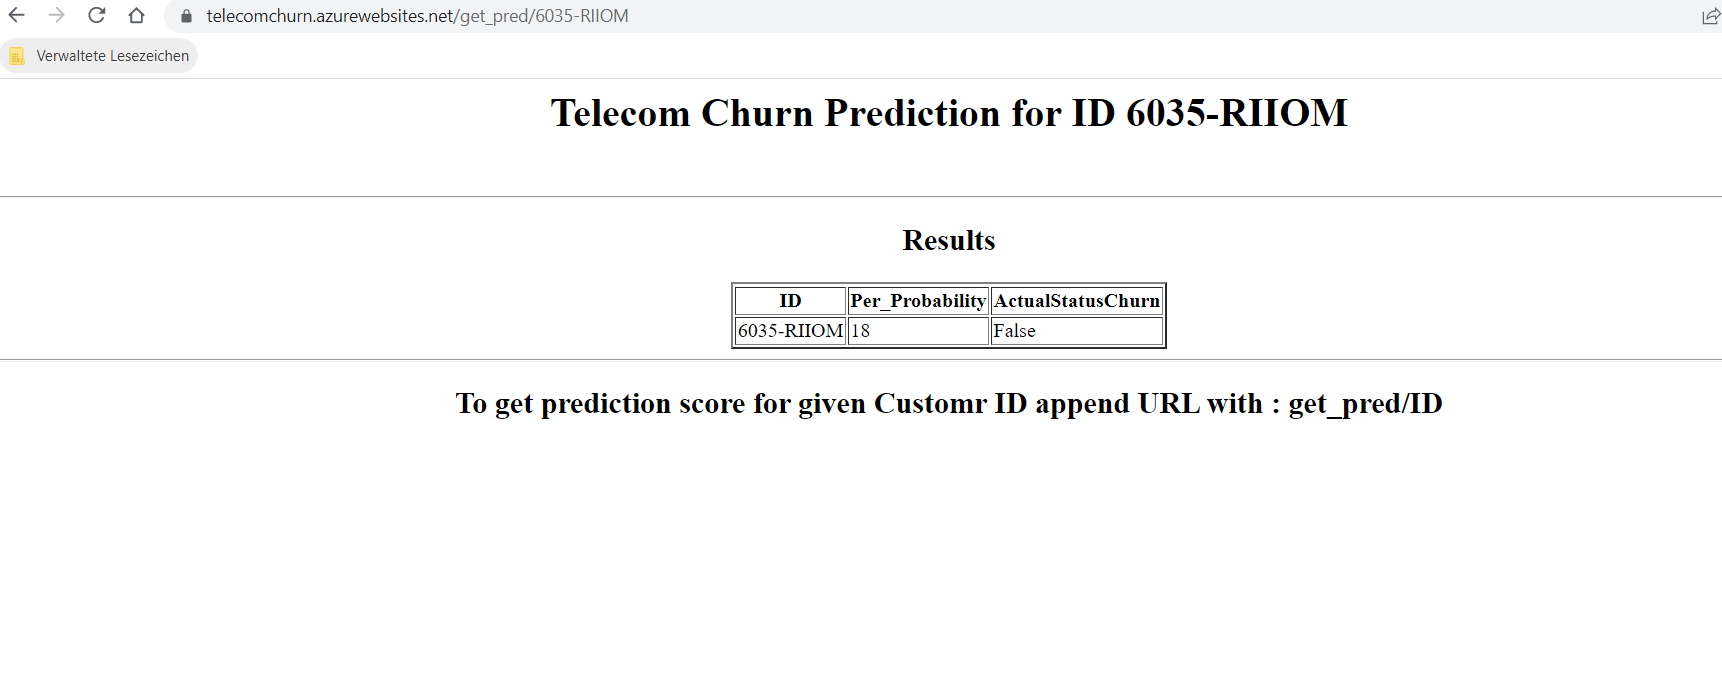 telecomchurn.azurewebsites.net/get_pred/6035-RIIOM
Verwaltete Lesezeichen
Telecom Churn Prediction for ID 6035-RIIOM
Results
ID Per_Probability ActualStatusChurn
6035-RIIOM 18 False
To get prediction score for given Customr ID append URL with : get_pred/ID